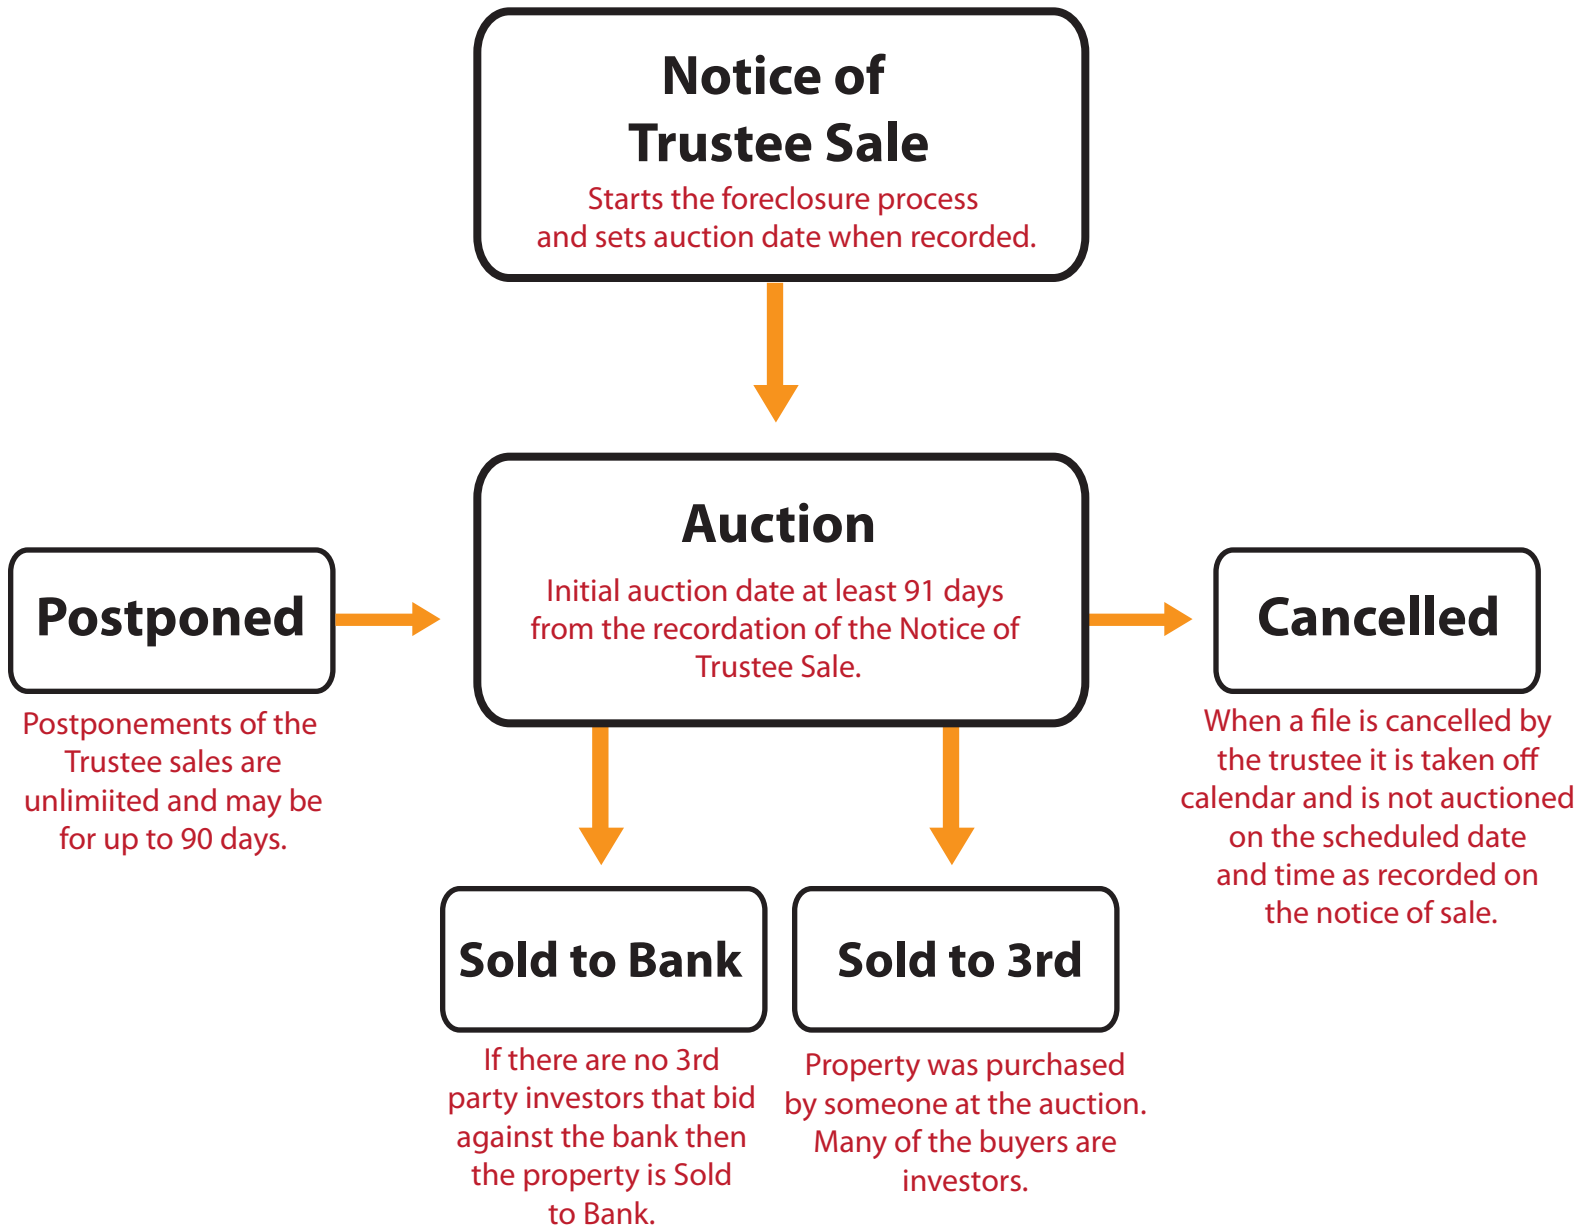 Notice of
Trustee Sale
Starts the foreclosure process
and sets auction date when recorded.
Auction
Initial auction date at least 91 days
from the recordation of the Notice of
Trustee Sale.
Postponed
Postponements of the
Trustee sales are
unlimiited and may be
for up to 90 days.
Cancelled
When a file is cancelled by
the trustee it is taken off
calendar and is not auctioned
on the scheduled date
and time as recorded on
the notice of sale.
Sold to Bank
If there are no 3rd
party investors that bid
against the bank then
the property is Sold
to Bank.
Sold to 3rd
Property was purchased
by someone at the auction.
Many of the buyers are
investors.